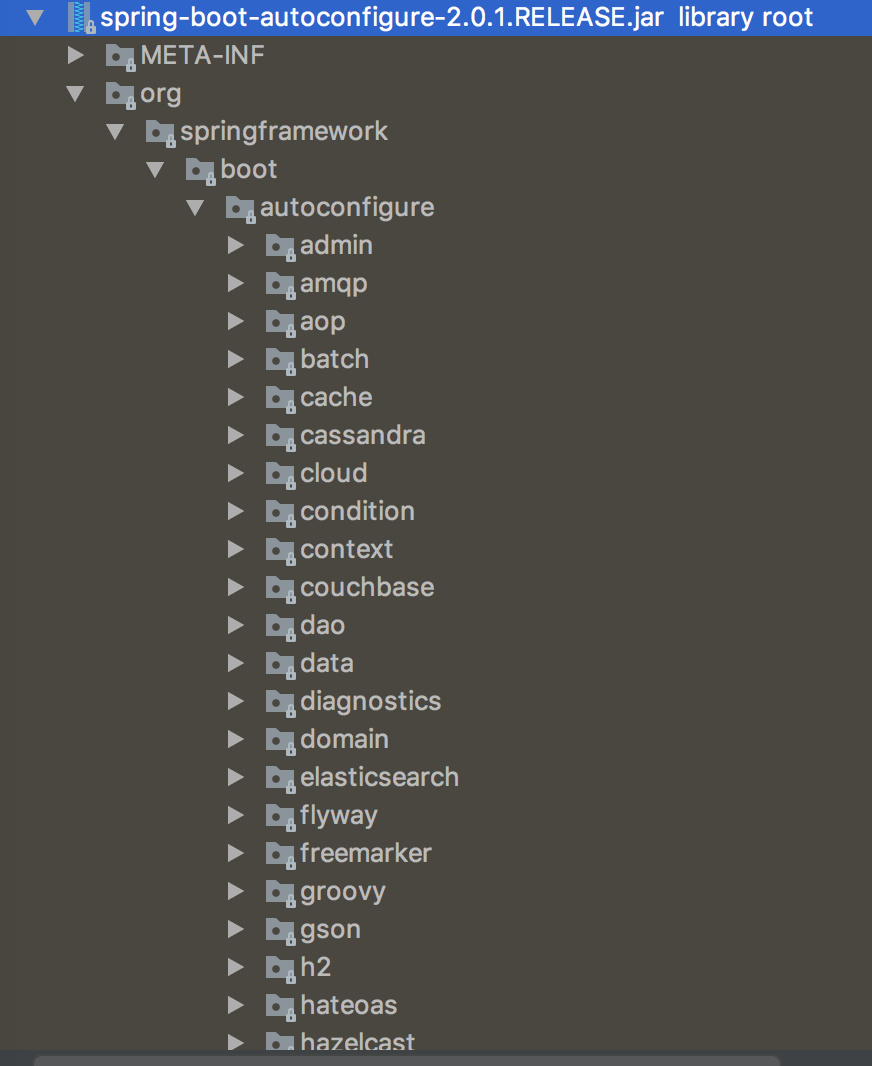 spring-boot-autoconfigure-2.0.1.RELEASE.jar library root
META-INF
org
springframework
boot
autoconfigure
admin
amqp
aop
batch
cache
cassandra
cloud
condition
context
couchbase
dao
data
diagnostics
domain
elasticsearch
flyway
freemarker
groovy
gson
h2
hateoas
hazelcast